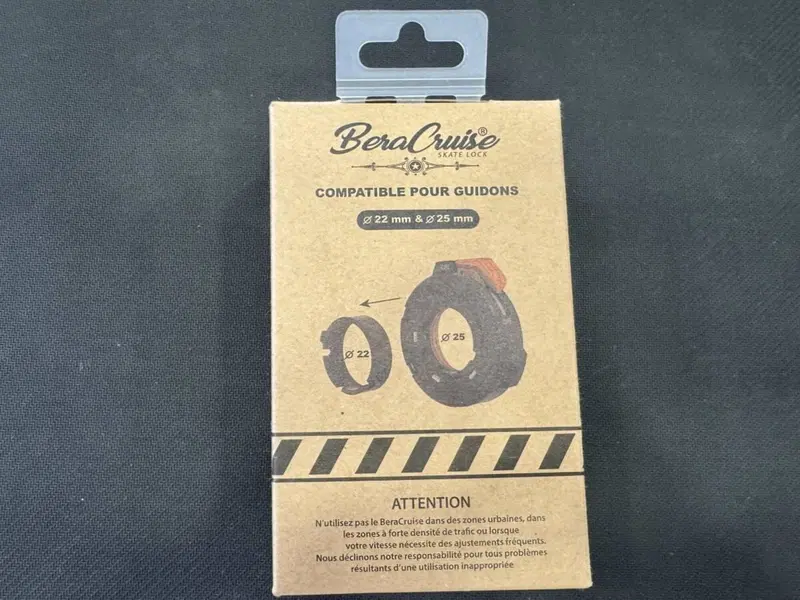 BeraCruise®
SKATE LOCK
COMPATIBLE POUR GUIDONS
⌀ 22 mm & ⌀ 25 mm
⌀ 25
⌀ 22
ATTENTION
N'utilisez pas le BeraCruise dans des zones urbaines, dans
les zones à forte densité de trafic ou lorsque
votre vitesse nécessite des ajustements fréquents.
Nous déclinons notre responsabilité pour tous problèmes
résultants d'une utilisation inappropriée